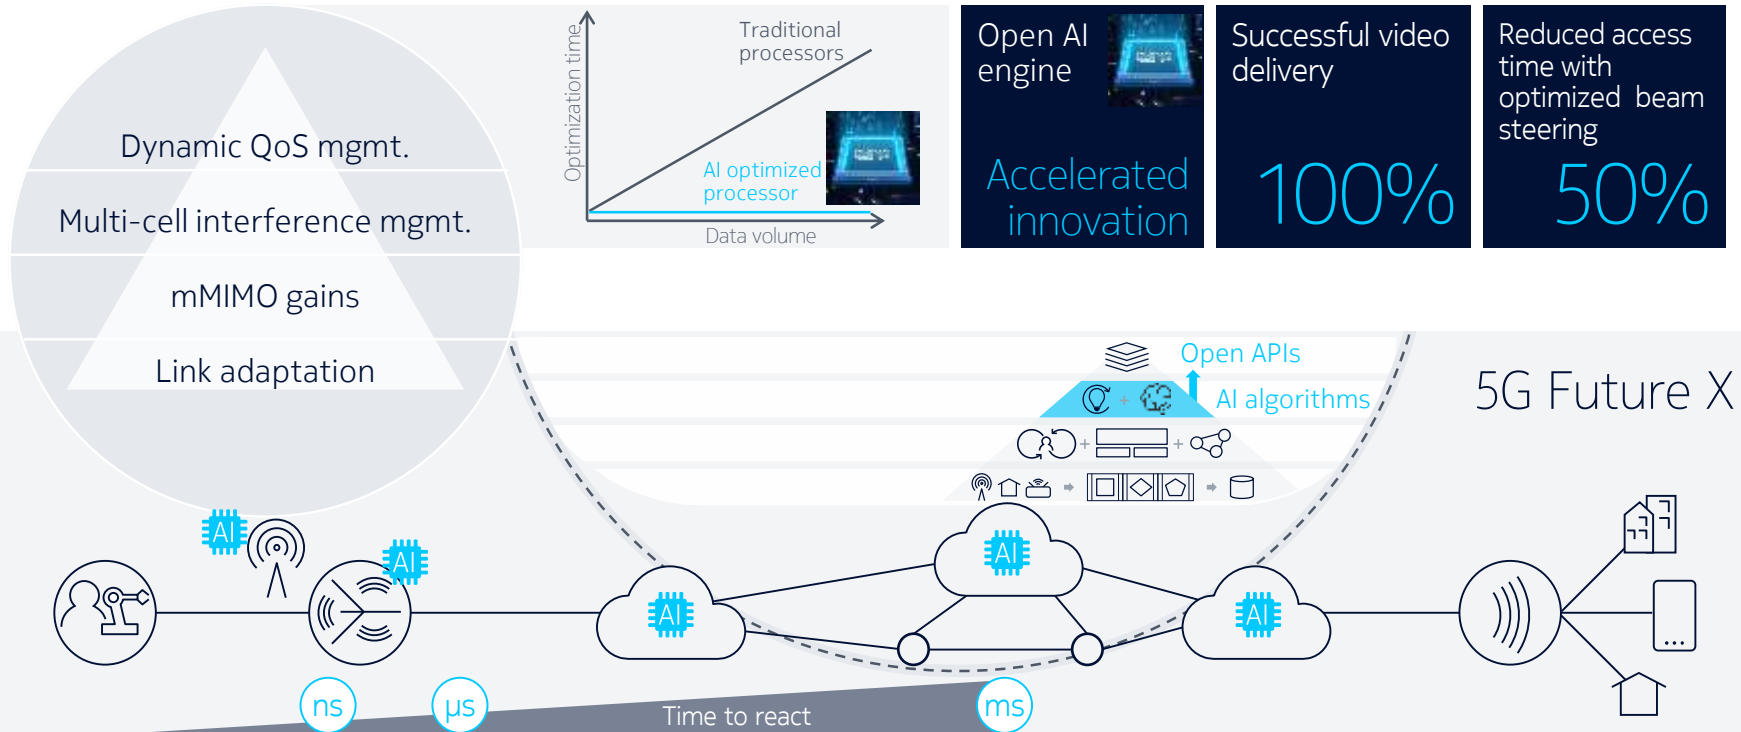 Dynamic QoS mgmt.
Multi-cell interference mgmt.
mMIMO gains
Link adaptation
Optimization time
Traditional
processors
AI optimized
processor
Data volume
Open AI
engine
Accelerated
innovation
Successful video
delivery
100%
Reduced access
time with
optimized beam
steering
50%
Open APIs
AI algorithms
5G Future X
AI
AI
AI
AI
AI
ns
µs
Time to react
ms